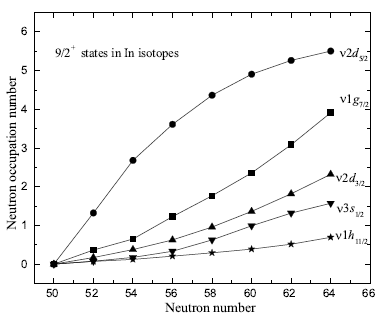 6
5
4
3
2
1
0
Neutron occupation number
9/2+ states in In isotopes
ν2d5/2
ν1g7/2
ν2d3/2
ν3s1/2
ν1h11/2
50 52 54 56 58 60 62 64 66
Neutron number